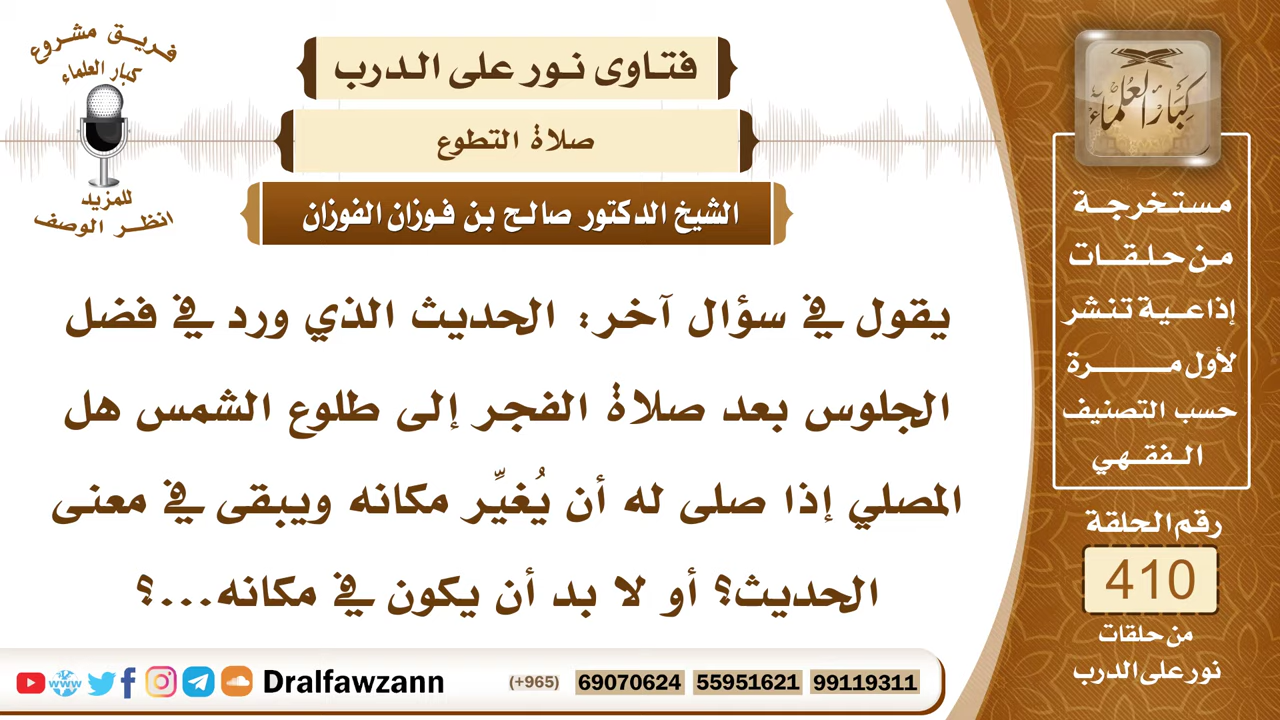 فريق مشروع
كبار العلماء
للمزيد
انظر الوصف
فتاوى نور على الدرب
صلاة التطوع
الشيخ الدكتور صالح بن فوزان الفوزان
يقول في سؤال آخر: الحديث الذي ورد في فضل
الجلوس بعد صلاة الفجر إلى طلوع الشمس هل
المصلي إذا صلى له أن يُغيِّر مكانه ويبقى في معنى
الحديث؟ أو لا بد أن يكون في مكانه...؟
كبار العلماء
مستخرجة
من حلقات
إذاعية تنشر
لأول مرة
حسب التصنيف
الفقهي
رقم الحلقة
410
من حلقات
نور على الدرب
www Dralfawzann (+965) 69070624 55951621 99119311